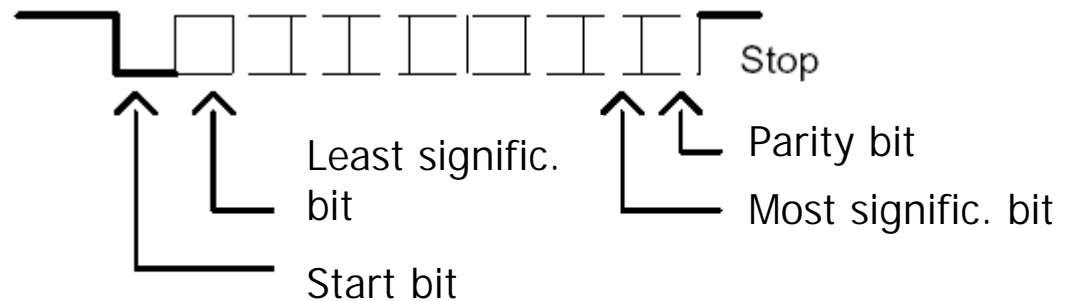 Stop
Parity bit
Least signific.
bit
Most signific. bit
Start bit